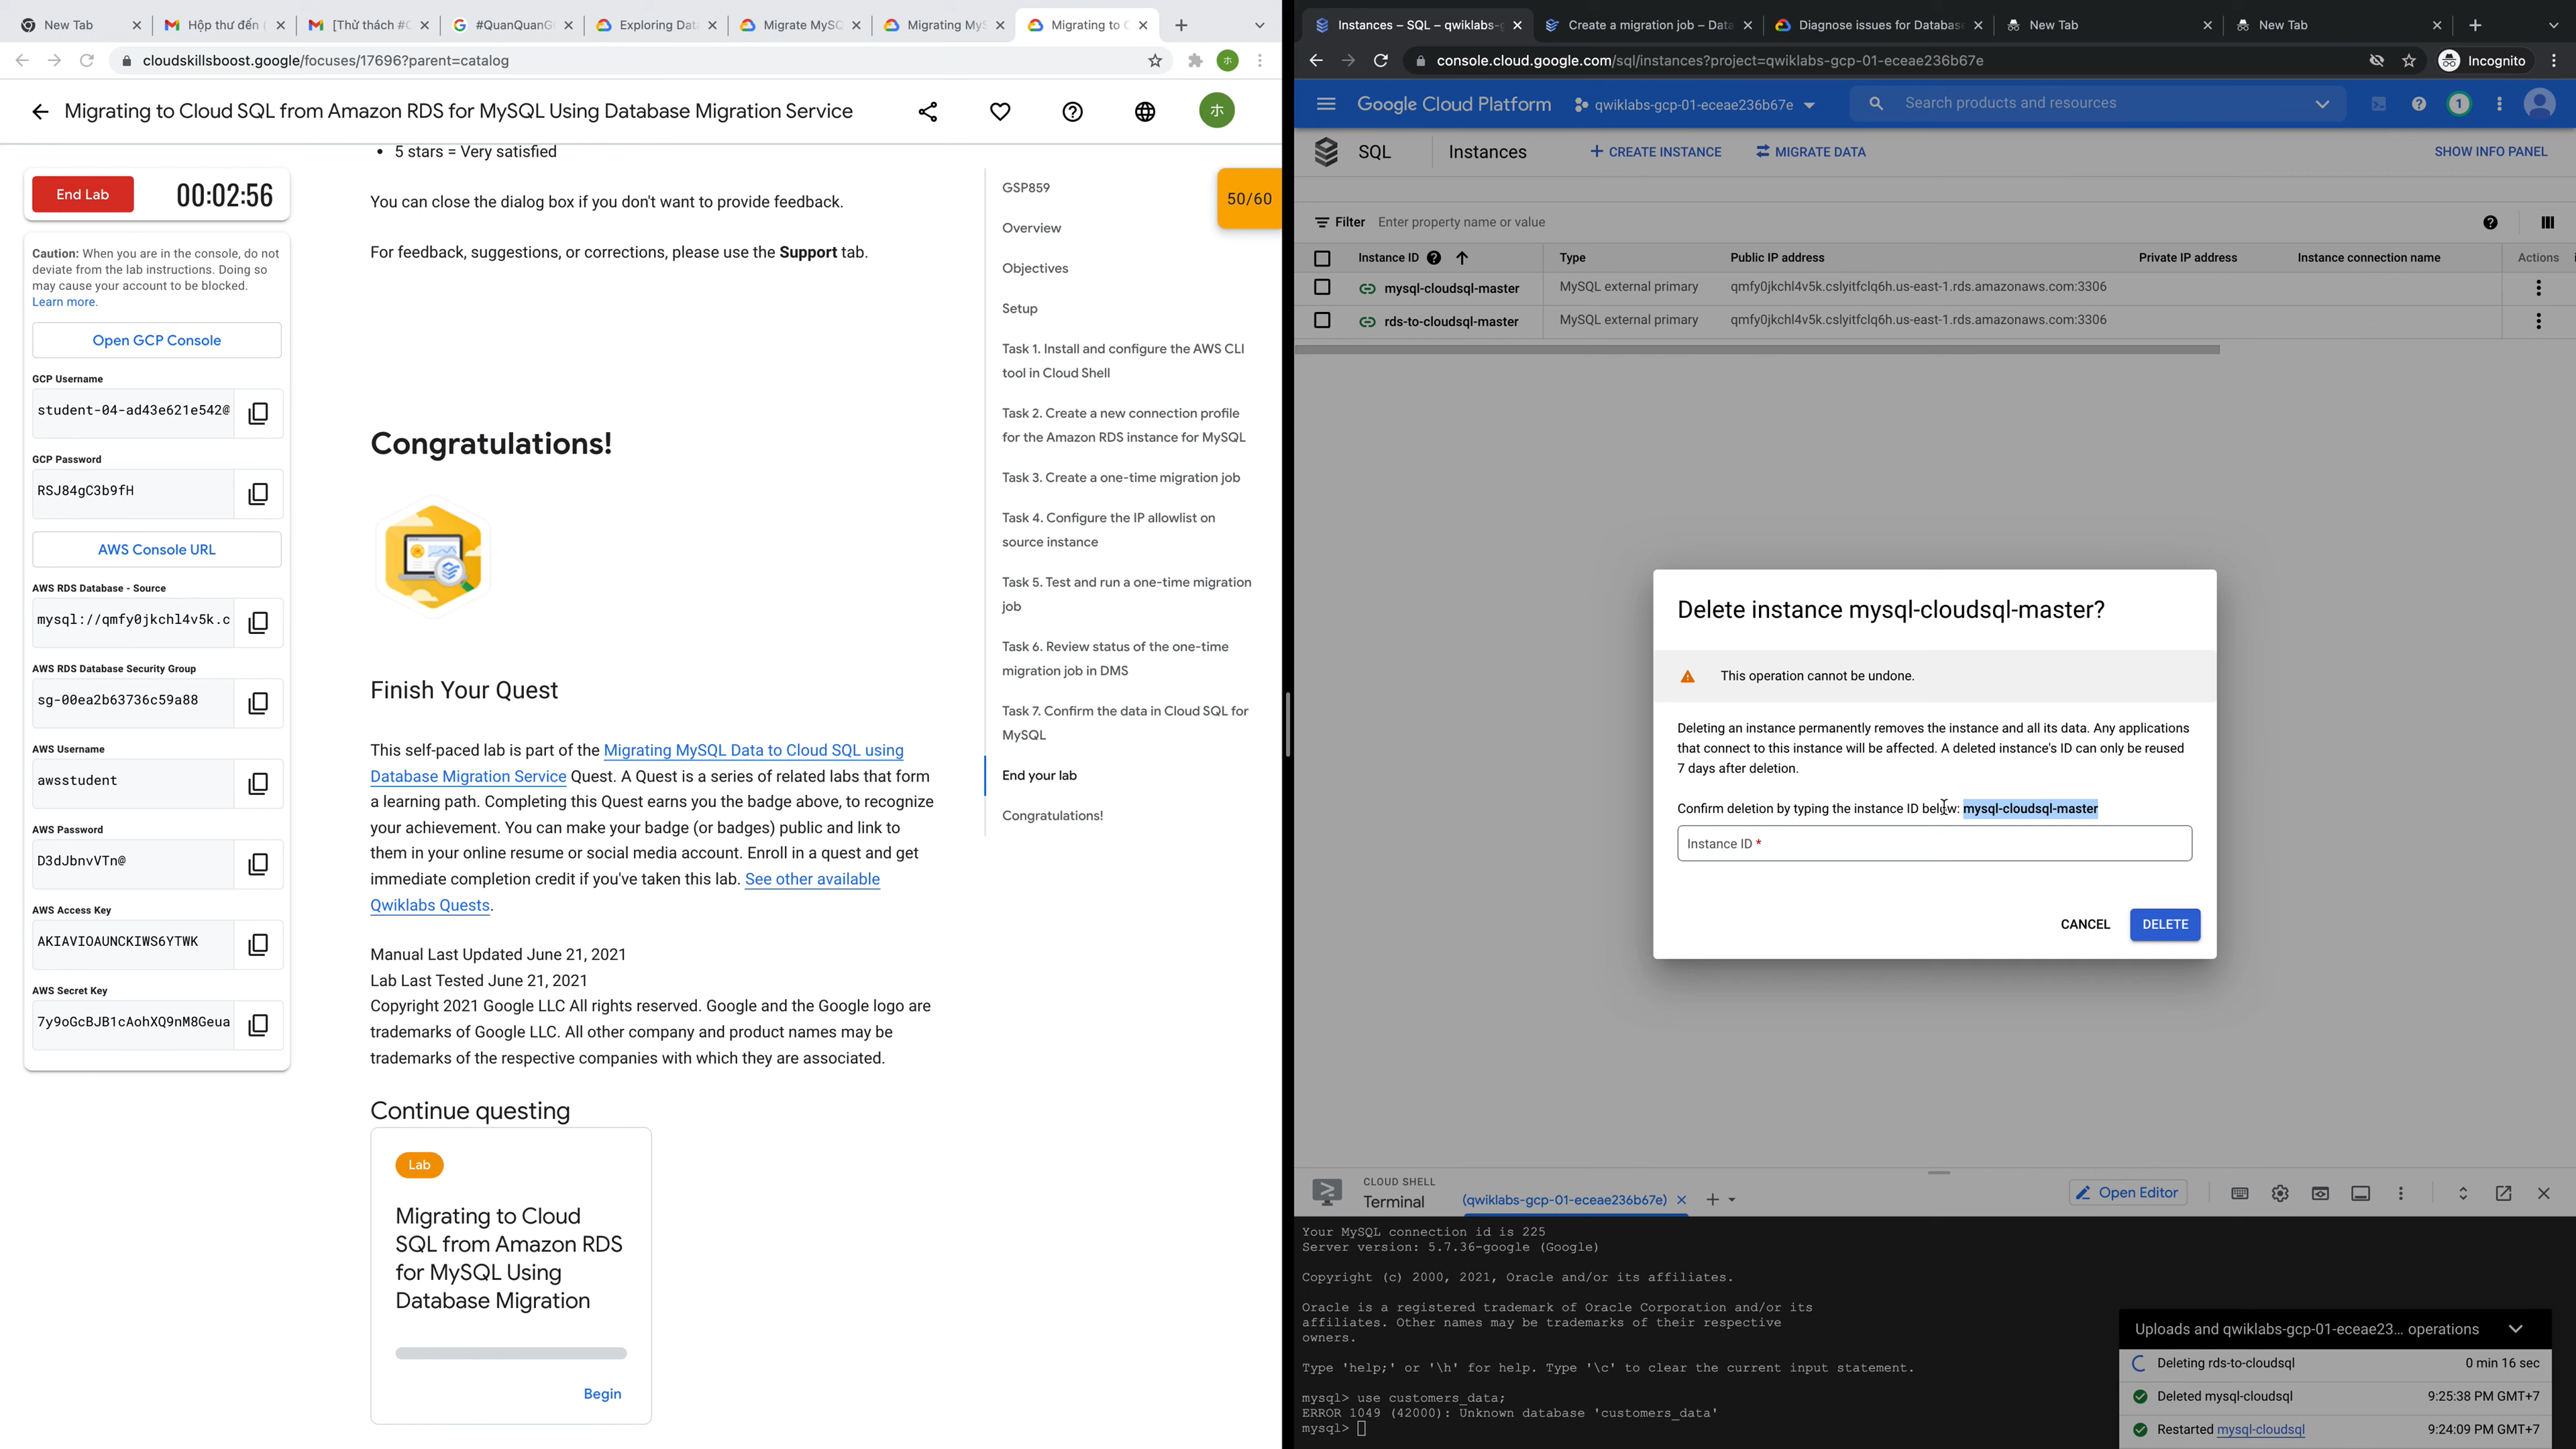 New Tab
Hộp thư đến (
[Thử thách #C
#QuanQuanG
Exploring Data
Migrate MySQ
Migrating MyS
Migrating to C
cloudskillsboost.google/focuses/17696?parent=catalog
Migrating to Cloud SQL from Amazon RDS for MySQL Using Database Migration Service
ホ
End Lab
00:02:56
Caution: When you are in the console, do not
deviate from the lab instructions. Doing so
may cause your account to be blocked.
Learn more.
Open GCP Console
GCP Username
student-04-ad43e621e542@
GCP Password
RSJ84gC3b9fH
AWS Console URL
AWS RDS Database - Source
mysql://qmfy0jkchl4v5k.c
AWS RDS Database Security Group
sg-00ea2b63736c59a88
AWS Username
awsstudent
AWS Password
D3dJbnvVTn@
AWS Access Key
AKIAVIOAUNCKIWS6YTWK
AWS Secret Key
7y9oGcBJB1cAohXQ9nM8Geua
5 stars = Very satisfied
You can close the dialog box if you don't want to provide feedback.
For feedback, suggestions, or corrections, please use the Support tab.
Congratulations!
Finish Your Quest
This self-paced lab is part of the Migrating MySQL Data to Cloud SQL using
Database Migration Service Quest. A Quest is a series of related labs that form
a learning path. Completing this Quest earns you the badge above, to recognize
your achievement. You can make your badge (or badges) public and link to
them in your online resume or social media account. Enroll in a quest and get
immediate completion credit if you've taken this lab. See other available
Qwiklabs Quests.
Manual Last Updated June 21, 2021
Lab Last Tested June 21, 2021
Copyright 2021 Google LLC All rights reserved. Google and the Google logo are
trademarks of Google LLC. All other company and product names may be
trademarks of the respective companies with which they are associated.
Continue questing
Lab
Migrating to Cloud
SQL from Amazon RDS
for MySQL Using
Database Migration
Begin
50/60
GSP859
Overview
Objectives
Setup
Task 1. Install and configure the AWS CLI
tool in Cloud Shell
Task 2. Create a new connection profile
for the Amazon RDS instance for MySQL
Task 3. Create a one-time migration job
Task 4. Configure the IP allowlist on
source instance
Task 5. Test and run a one-time migration
job
Task 6. Review status of the one-time
migration job in DMS
Task 7. Confirm the data in Cloud SQL for
MySQL
End your lab
Congratulations!
Instances – SQL – qwiklabs-g
Create a migration job – Data
Diagnose issues for Database
New Tab
New Tab
console.cloud.google.com/sql/instances?project=qwiklabs-gcp-01-eceae236b67e
Incognito
Google Cloud Platform
qwiklabs-gcp-01-eceae236b67e
Search products and resources
1
SQL
Instances
CREATE INSTANCE
MIGRATE DATA
SHOW INFO PANEL
Filter
Enter property name or value
Instance ID
Type
Public IP address
Private IP address
Instance connection name
Actions
mysql-cloudsql-master
MySQL external primary
qmfy0jkchl4v5k.cslyitfclq6h.us-east-1.rds.amazonaws.com:3306
rds-to-cloudsql-master
MySQL external primary
qmfy0jkchl4v5k.cslyitfclq6h.us-east-1.rds.amazonaws.com:3306
Delete instance mysql-cloudsql-master?
This operation cannot be undone.
Deleting an instance permanently removes the instance and all its data. Any applications
that connect to this instance will be affected. A deleted instance's ID can only be reused
7 days after deletion.
Confirm deletion by typing the instance ID below: mysql-cloudsql-master
Instance ID *
CANCEL
DELETE
CLOUD SHELL
Terminal
(qwiklabs-gcp-01-eceae236b67e)
Open Editor
Your MySQL connection id is 225
Server version: 5.7.36-google (Google)
Copyright (c) 2000, 2021, Oracle and/or its affiliates.
Oracle is a registered trademark of Oracle Corporation and/or its
affiliates. Other names may be trademarks of their respective
owners.
Type 'help;' or '\h' for help. Type '\c' to clear the current input statement.
mysql> use customers_data;
ERROR 1049 (42000): Unknown database 'customers_data'
mysql>
Uploads and qwiklabs-gcp-01-eceae23... operations
Deleting rds-to-cloudsql
0 min 16 sec
Deleted mysql-cloudsql
9:25:38 PM GMT+7
Restarted mysql-cloudsql
9:24:09 PM GMT+7